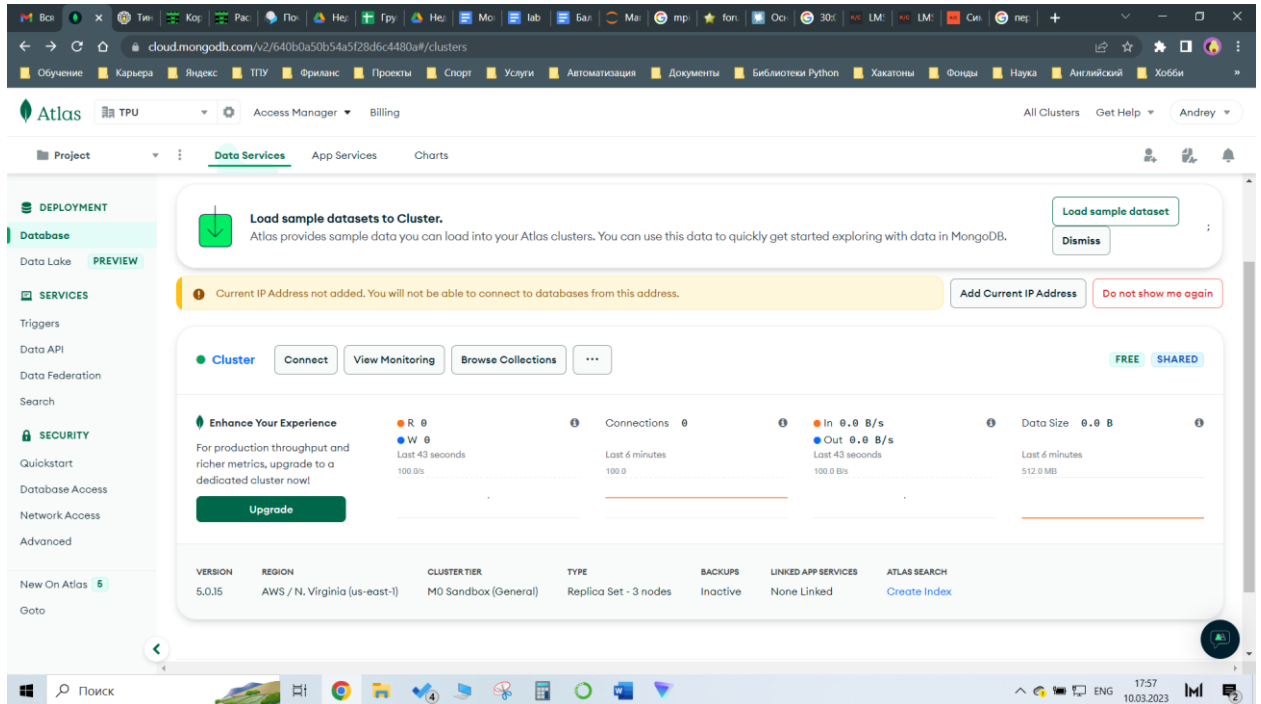 Вся Тин Кор Рас Пос Нед Гру Нед Мо lab Бал Mai mp for Осн 30:( LM: LM: Син пер
cloud.mongodb.com/v2/640b0a50b54a5f28d6c4480a#/clusters
Обучение Карьера Яндекс ТПУ Фриланс Проекты Спорт Услуги Автоматизация Документы Библиотеки Python Хакатоны Фонды Наука Английский Хобби »
Atlas TPU Access Manager Billing All Clusters Get Help Andrey
Project Data Services App Services Charts
DEPLOYMENT
Database
Data Lake PREVIEW
SERVICES
Triggers
Data API
Data Federation
Search
SECURITY
Quickstart
Database Access
Network Access
Advanced
New On Atlas 5
Goto
Load sample datasets to Cluster.
Atlas provides sample data you can load into your Atlas clusters. You can use this data to quickly get started exploring with data in MongoDB.
Load sample dataset
Dismiss
;
Current IP Address not added. You will not be able to connect to databases from this address.
Add Current IP Address Do not show me again
Cluster Connect View Monitoring Browse Collections ... FREE SHARED
Enhance Your Experience
For production throughput and
richer metrics, upgrade to a
dedicated cluster now!
Upgrade
R 0
W 0
Last 43 seconds
100.0/s
Connections 0
Last 6 minutes
100.0
In 0.0 B/s
Out 0.0 B/s
Last 43 seconds
100.0 B/s
Data Size 0.0 B
Last 6 minutes
512.0 MB
VERSION REGION CLUSTER TIER TYPE BACKUPS LINKED APP SERVICES ATLAS SEARCH
5.0.15 AWS / N. Virginia (us-east-1) M0 Sandbox (General) Replica Set - 3 nodes Inactive None Linked Create Index
Поиск 4 ENG 17:57
10.03.2023 2